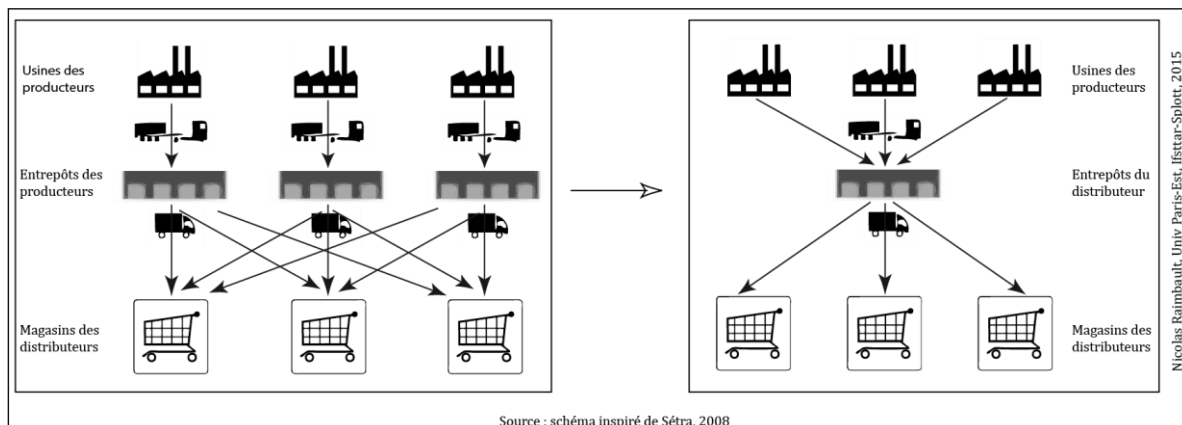 Usines des
producteurs
Entrepôts des
producteurs
Magasins des
distributeurs
Usines des
producteurs
Entrepôts du
distributeur
Magasins des
distributeurs
Nicolas Raimbault, Univ Paris-Est, Ifsttar-Splott, 2015
Source : schéma inspiré de Sétra, 2008